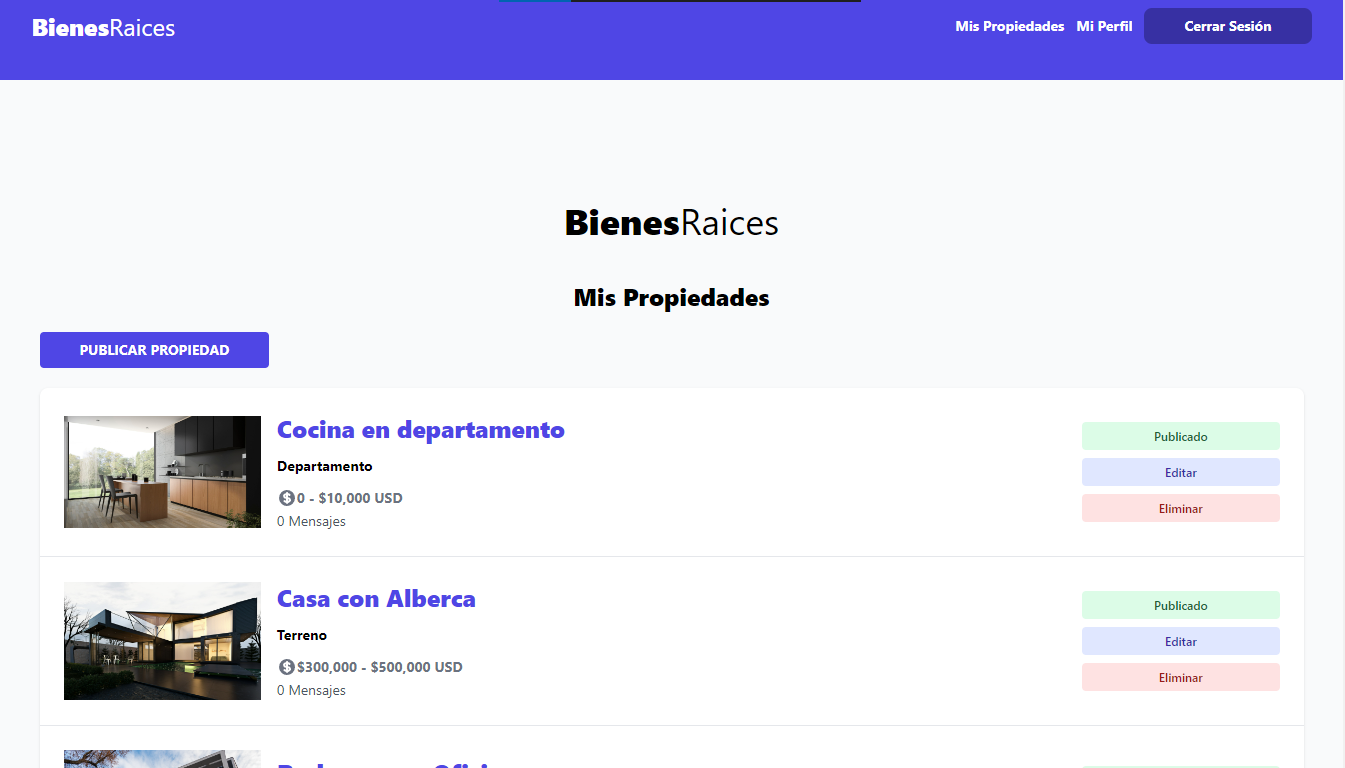 BienesRaices
Mis Propiedades Mi Perfil Cerrar Sesión
BienesRaices
Mis Propiedades
PUBLICAR PROPIEDAD
Cocina en departamento
Departamento
0 - $10,000 USD
0 Mensajes
Publicado
Editar
Eliminar
Casa con Alberca
Terreno
$300,000 - $500,000 USD
0 Mensajes
Publicado
Editar
Eliminar